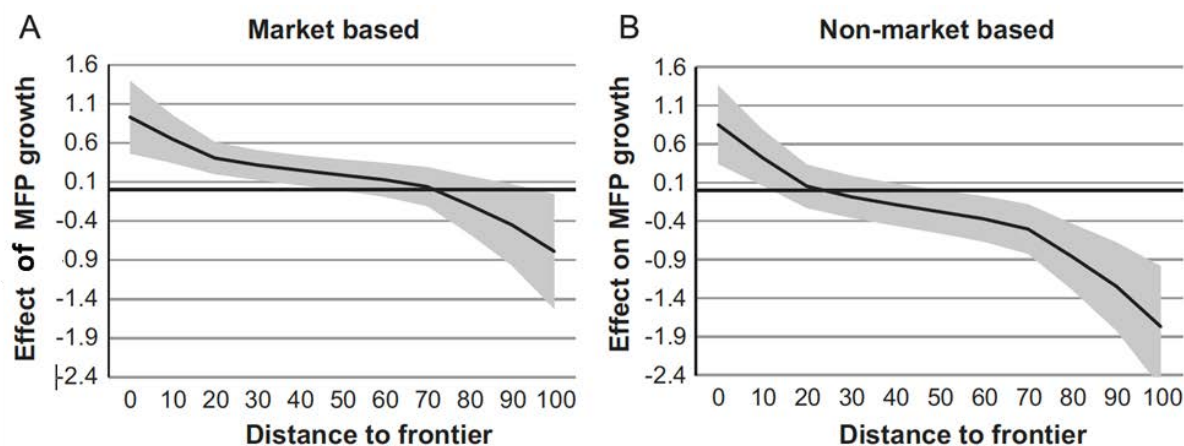 A
Market based
Effect of MFP growth
1.6
1.1
0.6
0.1
-0.4
-0.9
-1.4
-1.9
-2.4
0 10 20 30 40 50 60 70 80 90 100
Distance to frontier
B
Non-market based
Effect on MFP growth
1.6
1.1
0.6
0.1
-0.4
-0.9
-1.4
-1.9
-2.4
0 10 20 30 40 50 60 70 80 90 100
Distance to frontier